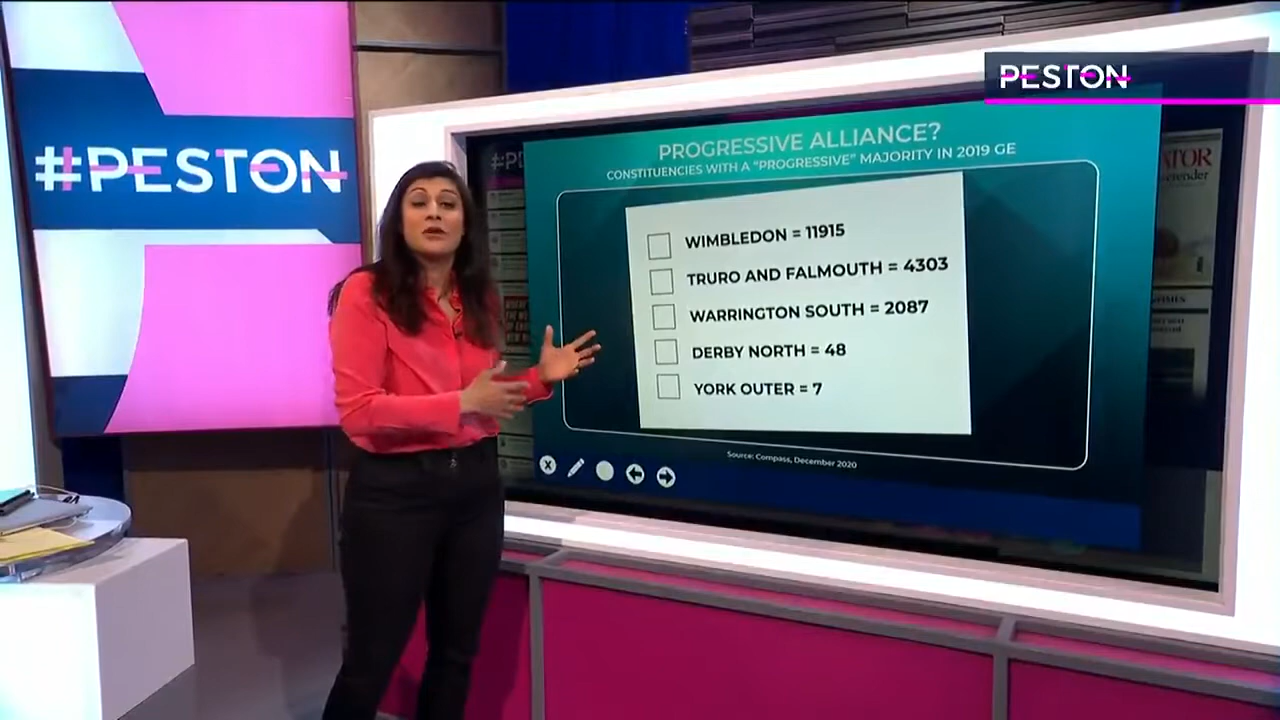 PESTON
#PESTON
#PE
PROGRESSIVE ALLIANCE?
CONSTITUENCIES WITH A "PROGRESSIVE" MAJORITY IN 2019 GE
WIMBLEDON = 11915
TRURO AND FALMOUTH = 4303
WARRINGTON SOUTH = 2087
DERBY NORTH = 48
YORK OUTER = 7
Source: Compass, December 2020
X